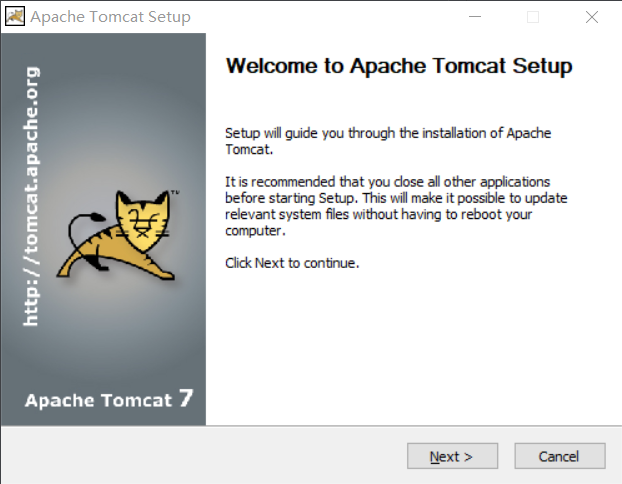 Apache Tomcat Setup
http://tomcat.apache.org
™
Apache Tomcat 7
Welcome to Apache Tomcat Setup
Setup will guide you through the installation of Apache
Tomcat.
It is recommended that you close all other applications
before starting Setup. This will make it possible to update
relevant system files without having to reboot your
computer.
Click Next to continue.
Next >
Cancel